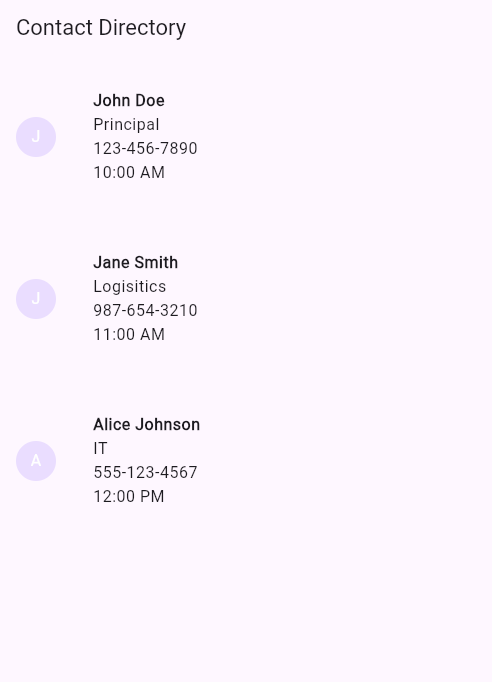 Contact Directory
John Doe
J
Principal
123-456-7890
10:00 AM
Jane Smith
J
Logisitics
987-654-3210
11:00 AM
Alice Johnson
A
IT
555-123-4567
12:00 PM